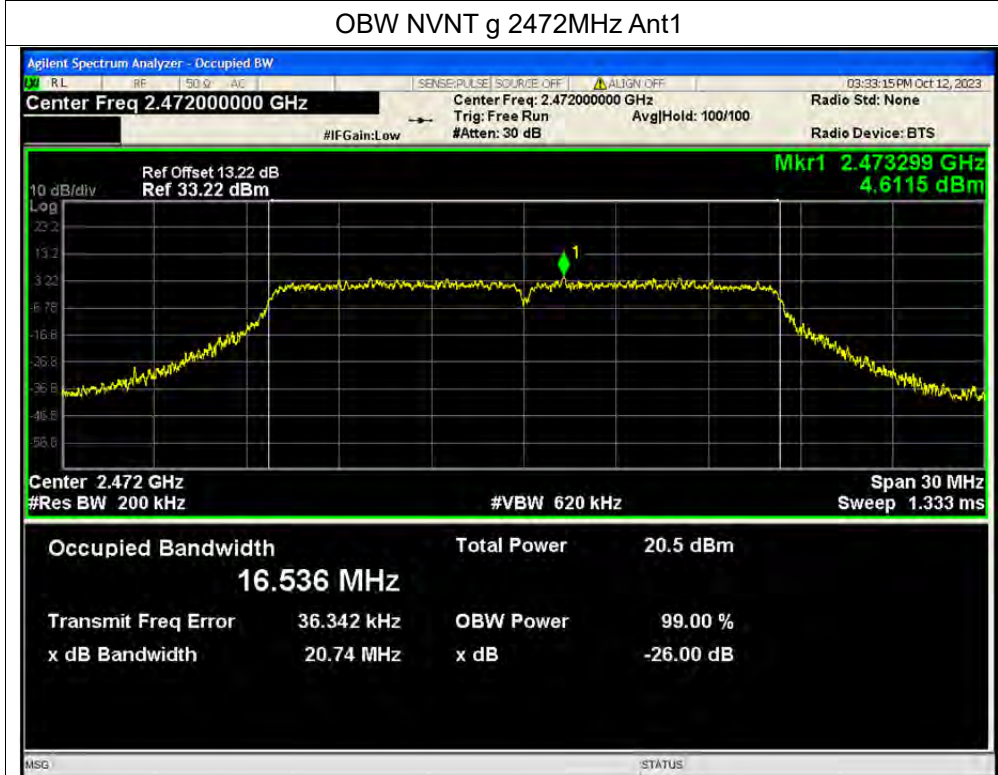 OBW NVNT g 2472MHz Ant1
Agilent Spectrum Analyzer - Occupied BW
LXI RL RF 50 Ω AC SENSE:PULSE SOURCE OFF ALIGN OFF 03:33:15 PM Oct 12, 2023
Center Freq 2.472000000 GHz Center Freq: 2.472000000 GHz Radio Std: None
Trig: Free Run Avg|Hold: 100/100
#IFGain:Low #Atten: 30 dB Radio Device: BTS
Mkr1 2.473299 GHz
4.6115 dBm
Ref Offset 13.22 dB
10 dB/div Ref 33.22 dBm
Log
23.2
13.2
1
3.22
-6.78
-16.8
-26.8
-36.8
-46.8
-56.8
Center 2.472 GHz Span 30 MHz
#Res BW 200 kHz #VBW 620 kHz Sweep 1.333 ms
Occupied Bandwidth Total Power 20.5 dBm
16.536 MHz
Transmit Freq Error 36.342 kHz OBW Power 99.00 %
x dB Bandwidth 20.74 MHz x dB -26.00 dB
MSG STATUS